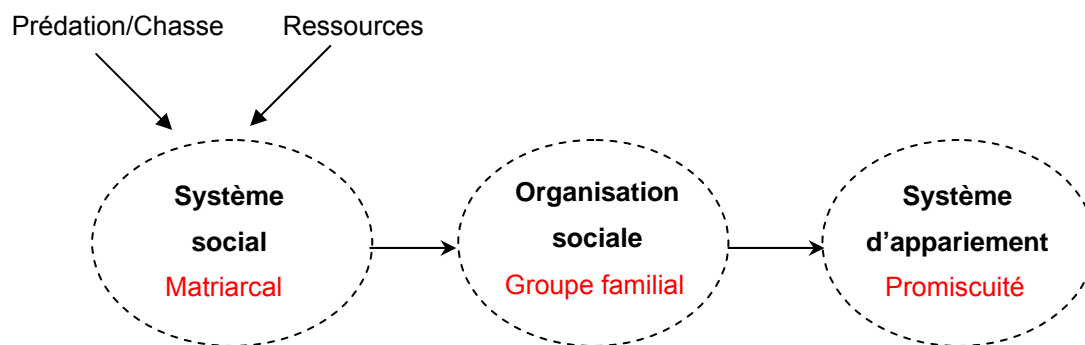 Prédation/Chasse
Ressources
Système
social
Matriarcal
Organisation
sociale
Groupe familial
Système
d’appariement
Promiscuité